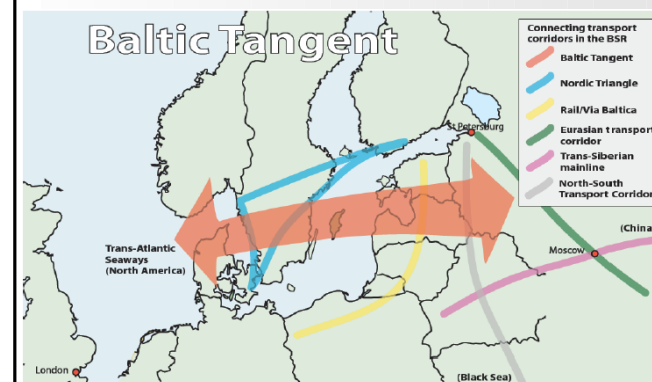 Baltic Tangent
Connecting transport
corridors in the BSR
Baltic Tangent
Nordic Triangle
Rail/Via Baltica
Eurasian transport
corridor
Trans-Siberian
mainline
North-South
Transport Corridor
St Petersburg
Trans-Atlantic
Seaways
(North America)
(China
Moscow
London
(Black Sea)